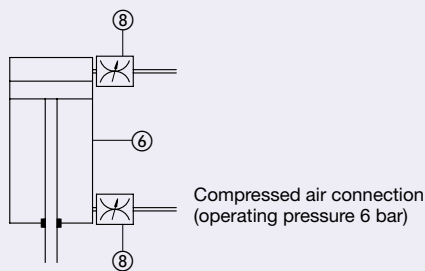 ⑧
⑥
Compressed air connection
(operating pressure 6 bar)
⑧